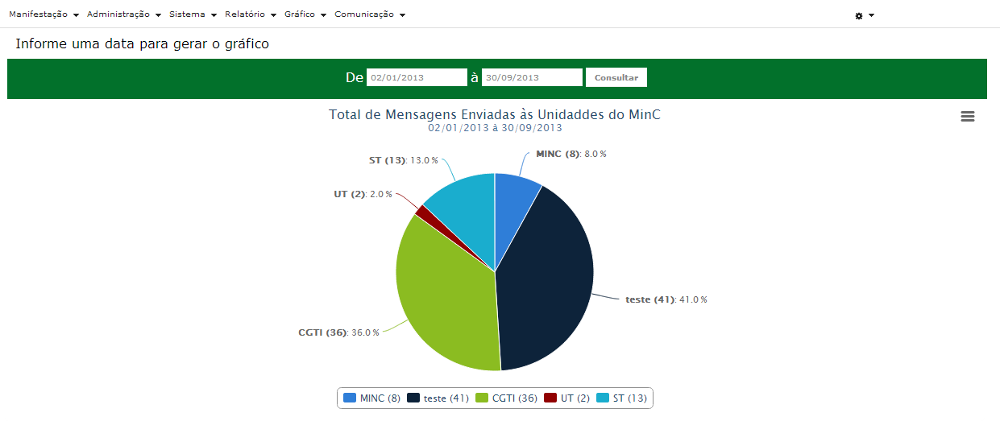 Manifestação Administração Sistema Relatório Gráfico Comunicação
Informe uma data para gerar o gráfico
De 02/01/2013 à 30/09/2013 Consultar
Total de Mensagens Enviadas às Unidaddes do MinC
02/01/2013 à 30/09/2013
MINC (8): 8.0 %
ST (13): 13.0 %
UT (2): 2.0 %
teste (41): 41.0 %
CGTI (36): 36.0 %
MINC (8) teste (41) CGTI (36) UT (2) ST (13)